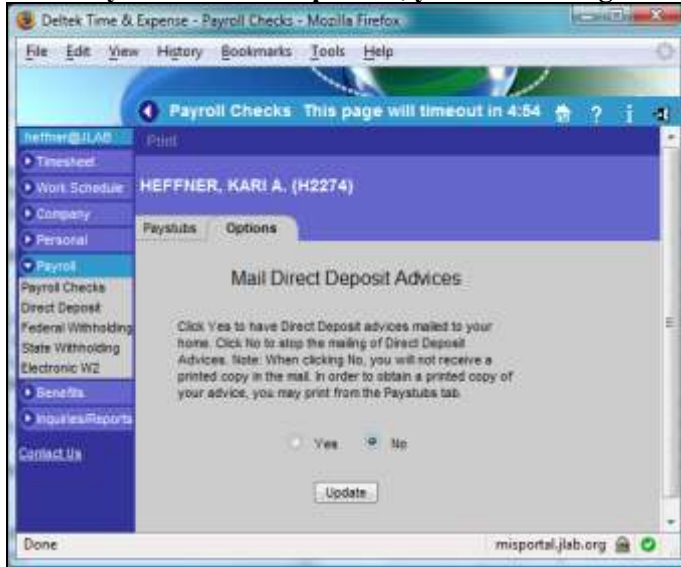 Deltek Time & Expense - Payroll Checks - Mozilla Firefox
File Edit View History Bookmarks Tools Help
Payroll Checks This page will timeout in 4:54
heffner@JLAB
Print
Timesheet
Work Schedule
HEFFNER, KARI A. (H2274)
Company
Personal
Paystubs Options
Payroll
Payroll Checks
Direct Deposit
Federal Withholding
State Withholding
Electronic W2
Benefits
Inquiries/Reports
Contact Us
Mail Direct Deposit Advices
Click Yes to have Direct Deposit advices mailed to your
home. Click No to stop the mailing of Direct Deposit
Advices. Note: When clicking No, you will not receive a
printed copy in the mail. In order to obtain a printed copy of
your advice, you may print from the Paystubs tab.
Yes No
Update
Done
misportal.jlab.org